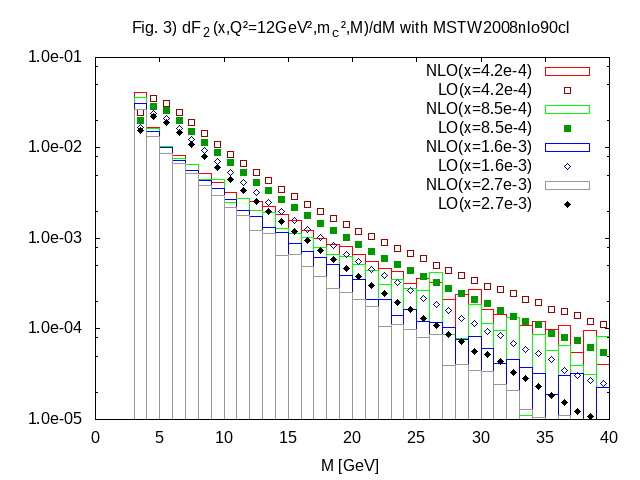 Fig. 3) dF2(x,Q²=12GeV²,mc²,M)/dM with MSTW2008nlo90cl
1.0e-01
1.0e-02
1.0e-03
1.0e-04
1.0e-05
NLO(x=4.2e-4)
LO(x=4.2e-4)
NLO(x=8.5e-4)
LO(x=8.5e-4)
NLO(x=1.6e-3)
LO(x=1.6e-3)
NLO(x=2.7e-3)
LO(x=2.7e-3)
0 5 10 15 20 25 30 35 40
M [GeV]